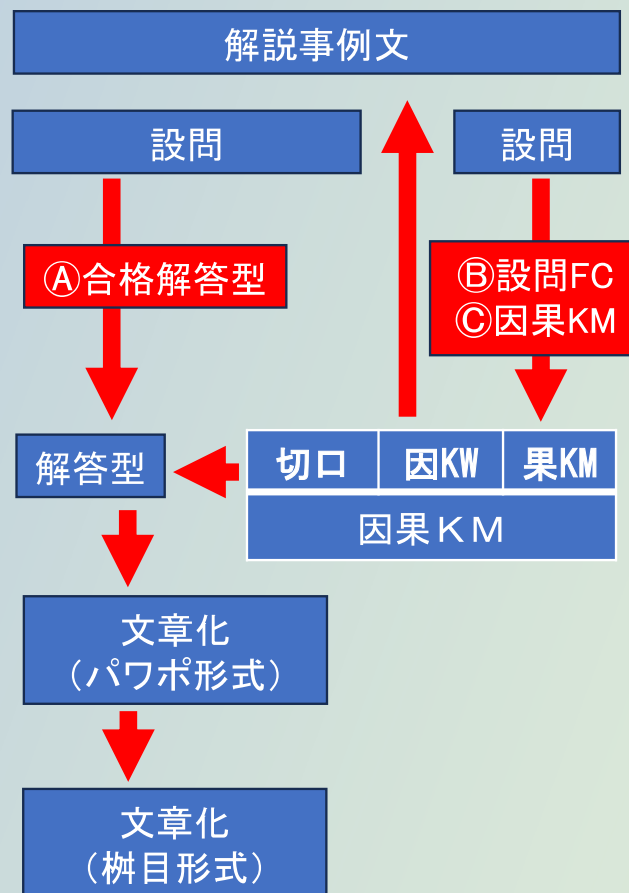 解説事例文
設問
設問
Ⓐ合格解答型
Ⓑ設問FC
Ⓒ因果KM
解答型
切口
因KW
果KM
因果ＫＭ
文章化
（パワポ形式）
文章化
（桝目形式）